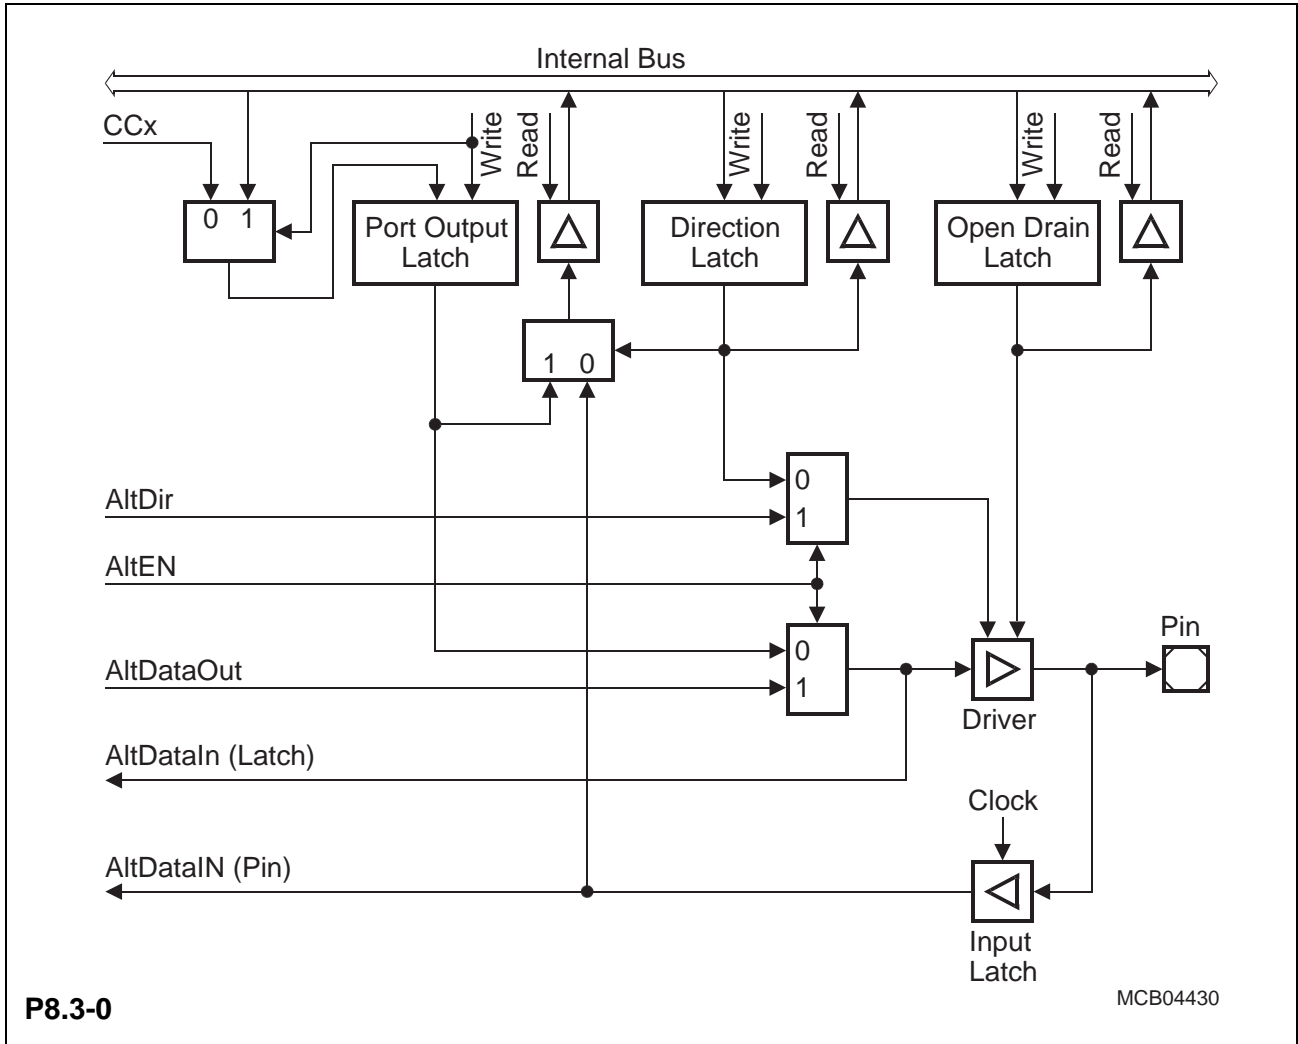 Internal Bus
CCx
Write
Read
Write
Read
Write
Read
0 1
Port Output
Latch
Direction
Latch
Open Drain
Latch
1 0
AltDir
0
1
AltEN
AltDataOut
0
1
Pin
Driver
AltDataIn (Latch)
Clock
AltDataIN (Pin)
Input
Latch
P8.3-0
MCB04430